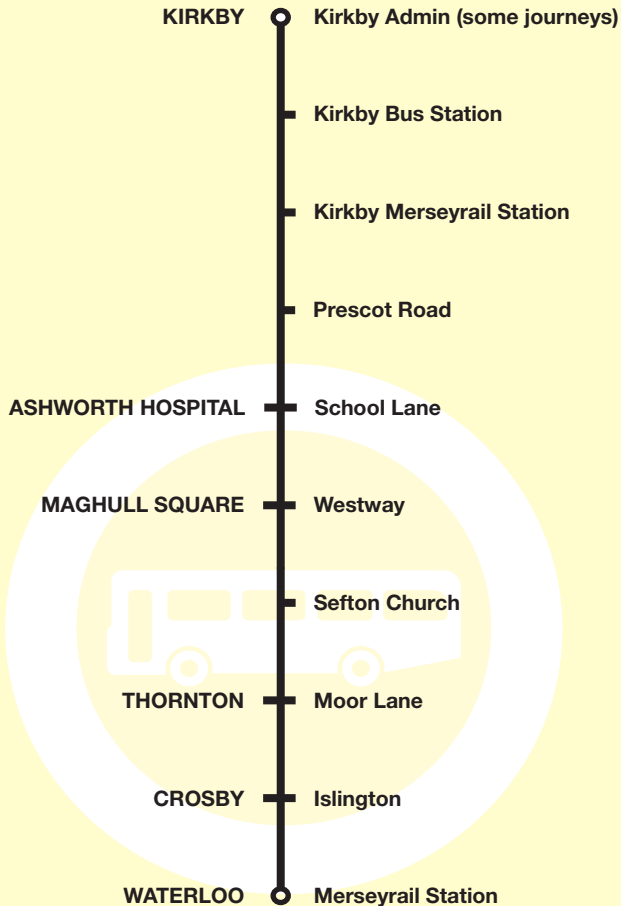 KIRKBY Kirkby Admin (some journeys)
Kirkby Bus Station
Kirkby Merseyrail Station
Prescot Road
ASHWORTH HOSPITAL School Lane
MAGHULL SQUARE Westway
Sefton Church
THORNTON Moor Lane
CROSBY Islington
WATERLOO Merseyrail Station